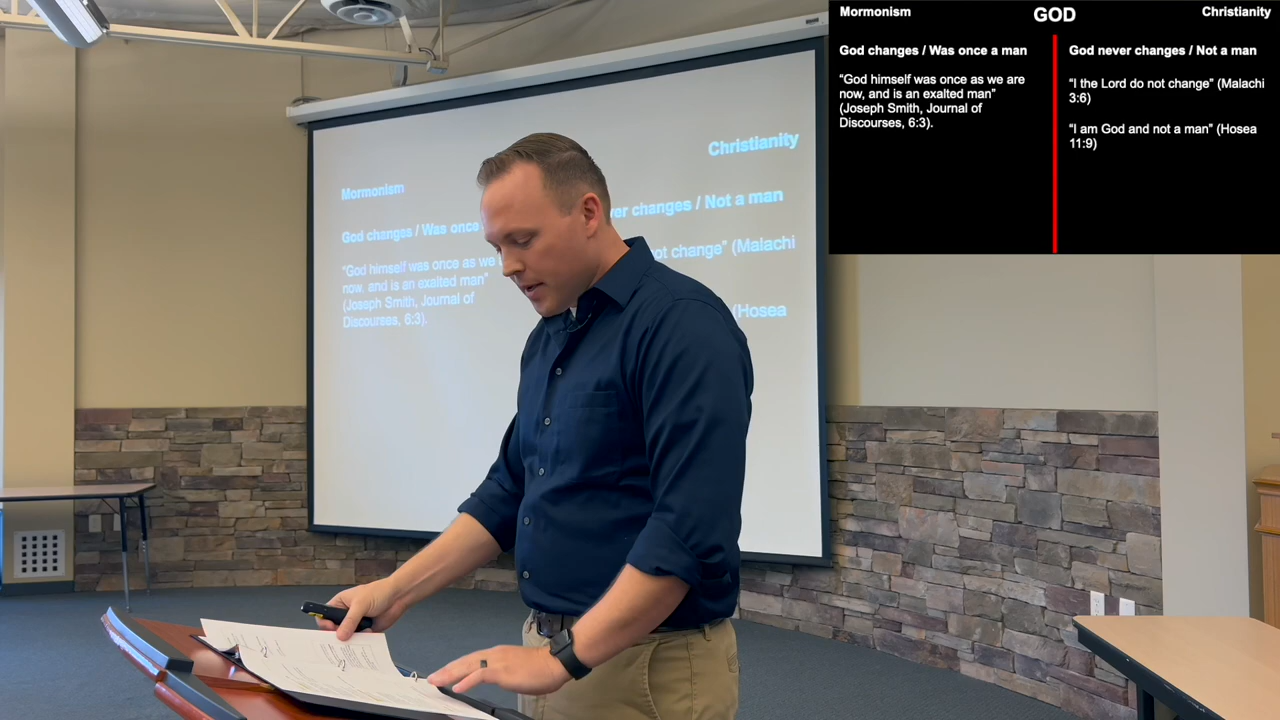 Mormonism
GOD
Christianity
God changes / Was once a man
“God himself was once as we are
now, and is an exalted man”
(Joseph Smith, Journal of
Discourses, 6:3).
God never changes / Not a man
“I the Lord do not change” (Malachi
3:6)
“I am God and not a man” (Hosea
11:9)
Christianity
Mormonism
God changes / Was once
ver changes / Not a man
“God himself was once as we
now, and is an exalted man”
(Joseph Smith, Journal of
Discourses, 6:3).
ot change” (Malachi
(Hosea